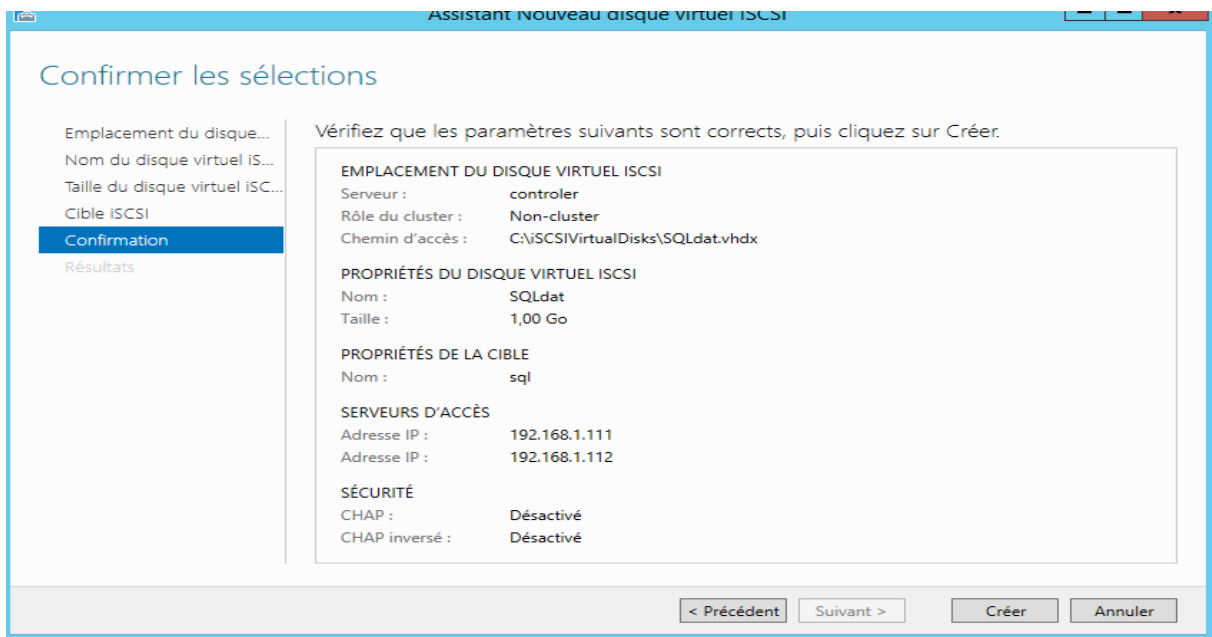 Assistant Nouveau disque virtuel iSCSI
Confirmer les sélections
Emplacement du disque...
Nom du disque virtuel iS...
Taille du disque virtuel iSC...
Cible iSCSI
Confirmation
Résultats
Vérifiez que les paramètres suivants sont corrects, puis cliquez sur Créer.
EMPLACEMENT DU DISQUE VIRTUEL ISCSI
Serveur : controler
Rôle du cluster : Non-cluster
Chemin d'accès : C:\iSCSIVirtualDisks\SQLdat.vhdx
PROPRIÉTÉS DU DISQUE VIRTUEL ISCSI
Nom : SQLdat
Taille : 1,00 Go
PROPRIÉTÉS DE LA CIBLE
Nom : sql
SERVEURS D'ACCÈS
Adresse IP : 192.168.1.111
Adresse IP : 192.168.1.112
SÉCURITÉ
CHAP : Désactivé
CHAP inversé : Désactivé
< Précédent Suivant > Créer Annuler